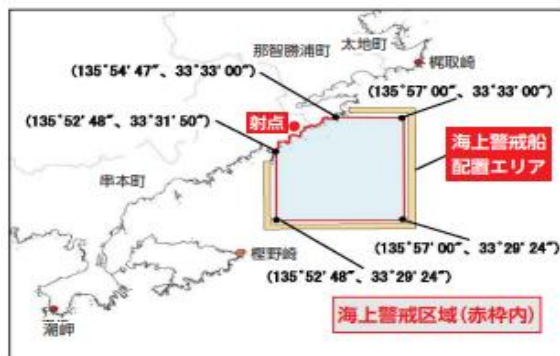 那智勝浦町
太地町
梶取崎
(135°54'47"、33°33'00")
(135°57'00"、33°33'00")
(135°52'48"、33°31'50")
射点
海上警戒船
配置エリア
串本町
樫野崎
(135°57'00"、33°29'24")
(135°52'48"、33°29'24")
潮岬
海上警戒区域(赤枠内)